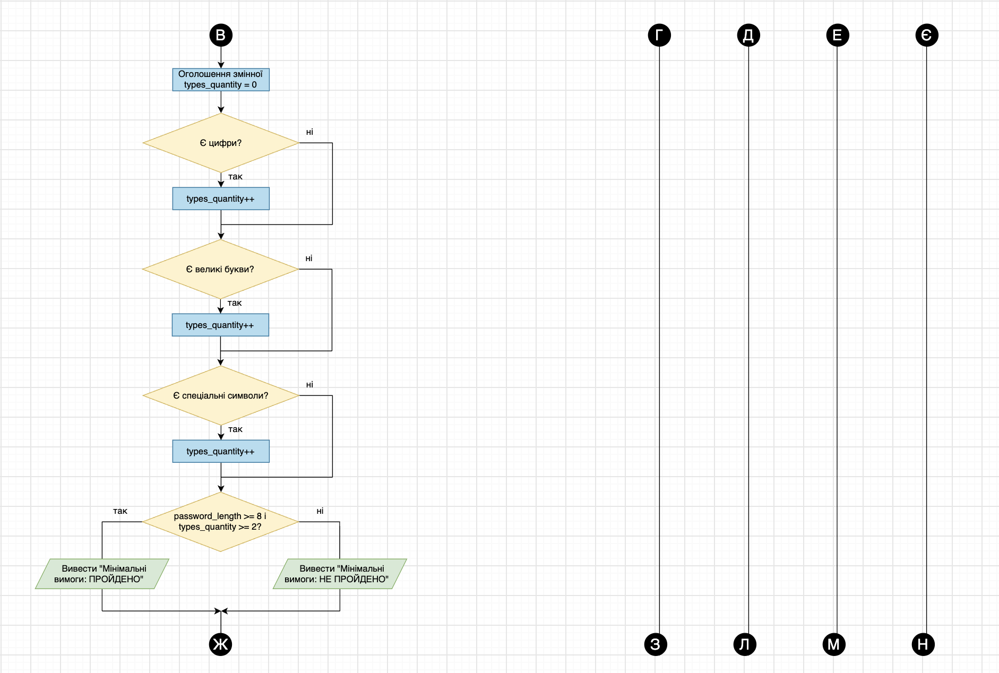 В
Г
Д
Е
Є
Оголошення змінної
types_quantity = 0
Є цифри?
ні
так
types_quantity++
Є великі букви?
ні
так
types_quantity++
Є спеціальні символи?
ні
так
types_quantity++
так
password_length >= 8 і
types_quantity >= 2?
ні
Вивести "Мінімальні
вимоги: ПРОЙДЕНО"
Вивести "Мінімальні
вимоги: НЕ ПРОЙДЕНО"
Ж
З
Л
М
Н